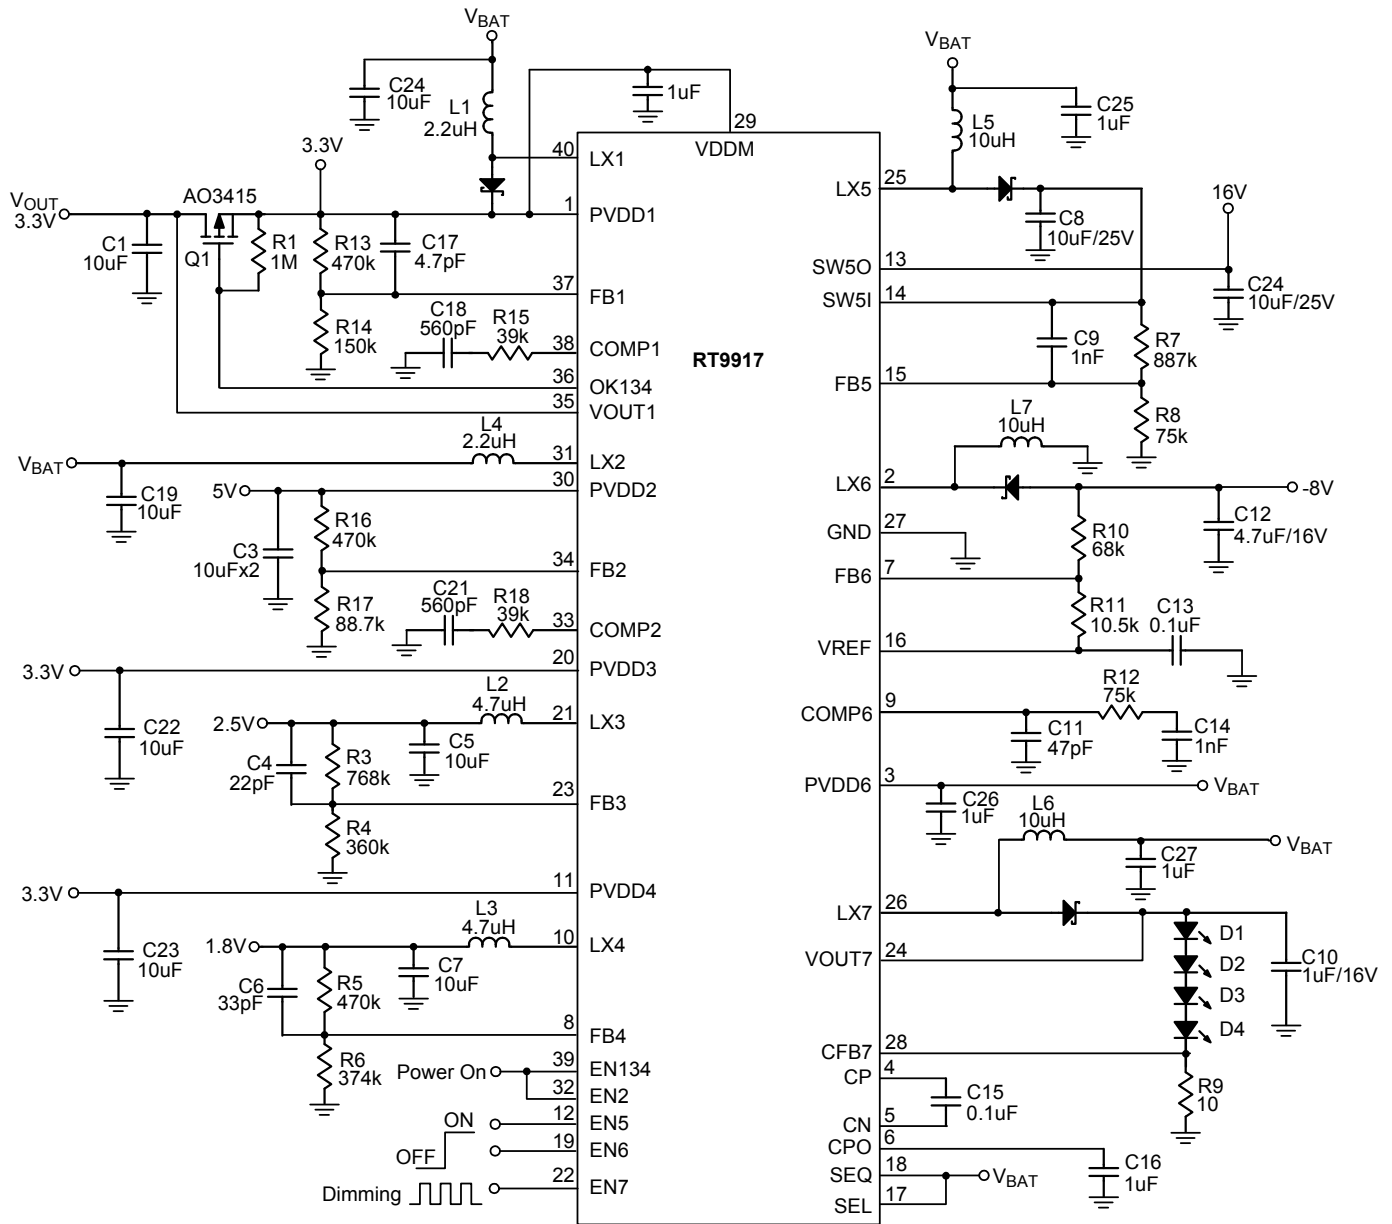 V_BAT
C24
10uF
L1
2.2uH
1uF
29
VDDM
V_BAT
C25
1uF
L5
10uH
3.3V
40
LX1
V_OUT
3.3V
AO3415
C1
10uF
Q1
R1
1M
R13
470k
C17
4.7pF
1
PVDD1
37
FB1
R14
150k
C18
560pF
R15
39k
38
COMP1
36
OK134
35
VOUT1
RT9917
LX5
25
C8
10uF/25V
16V
SW5O
13
C24
10uF/25V
SW5I
14
C9
1nF
R7
887k
FB5
15
R8
75k
V_BAT
L4
2.2uH
31
LX2
C19
10uF
5V
30
PVDD2
R16
470k
C3
10uFx2
34
FB2
R17
88.7k
C21
560pF
R18
39k
33
COMP2
L7
10uH
LX6
2
-8V
C12
4.7uF/16V
GND
27
R10
68k
FB6
7
R11
10.5k
C13
0.1uF
VREF
16
3.3V
20
PVDD3
C22
10uF
2.5V
L2
4.7uH
21
LX3
C4
22pF
R3
768k
C5
10uF
23
FB3
R4
360k
COMP6
9
R12
75k
C11
47pF
C14
1nF
PVDD6
3
V_BAT
C26
1uF
L6
10uH
V_BAT
C27
1uF
3.3V
11
PVDD4
C23
10uF
1.8V
L3
4.7uH
10
LX4
C6
33pF
R5
470k
C7
10uF
8
FB4
R6
374k
LX7
26
VOUT7
24
D1
D2
D3
D4
C10
1uF/16V
CFB7
28
R9
10
Power On
39
EN134
32
EN2
ON
OFF
12
EN5
19
EN6
Dimming
22
EN7
CP
4
C15
0.1uF
CN
5
CPO
6
C16
1uF
SEQ
18
V_BAT
SEL
17